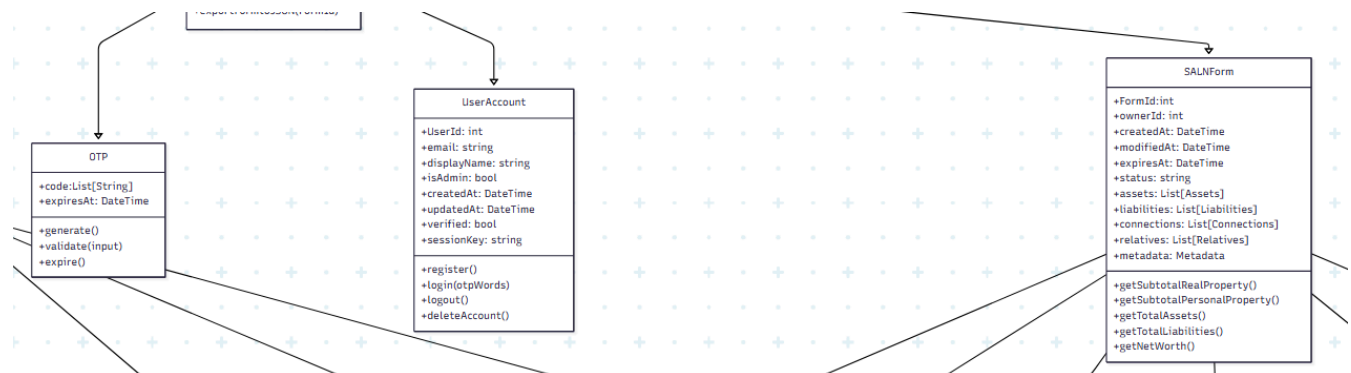 +exportFormtoJSON(FormId)
OTP
+code:List[String]
+expiresAt: DateTime
+generate()
+validate(input)
+expire()
UserAccount
+UserId: int
+email: string
+displayName: string
+isAdmin: bool
+createdAt: DateTime
+updatedAt: DateTime
+verified: bool
+sessionKey: string
+register()
+login(otpWords)
+logout()
+deleteAccount()
SALNForm
+FormId:int
+ownerId: int
+createdAt: DateTime
+modifiedAt: DateTime
+expiresAt: DateTime
+status: string
+assets: List[Assets]
+liabilities: List[Liabilities]
+connections: List[Connections]
+relatives: List[Relatives]
+metadata: Metadata
+getSubtotalRealProperty()
+getSubtotalPersonalProperty()
+getTotalAssets()
+getTotalLiabilities()
+getNetWorth()